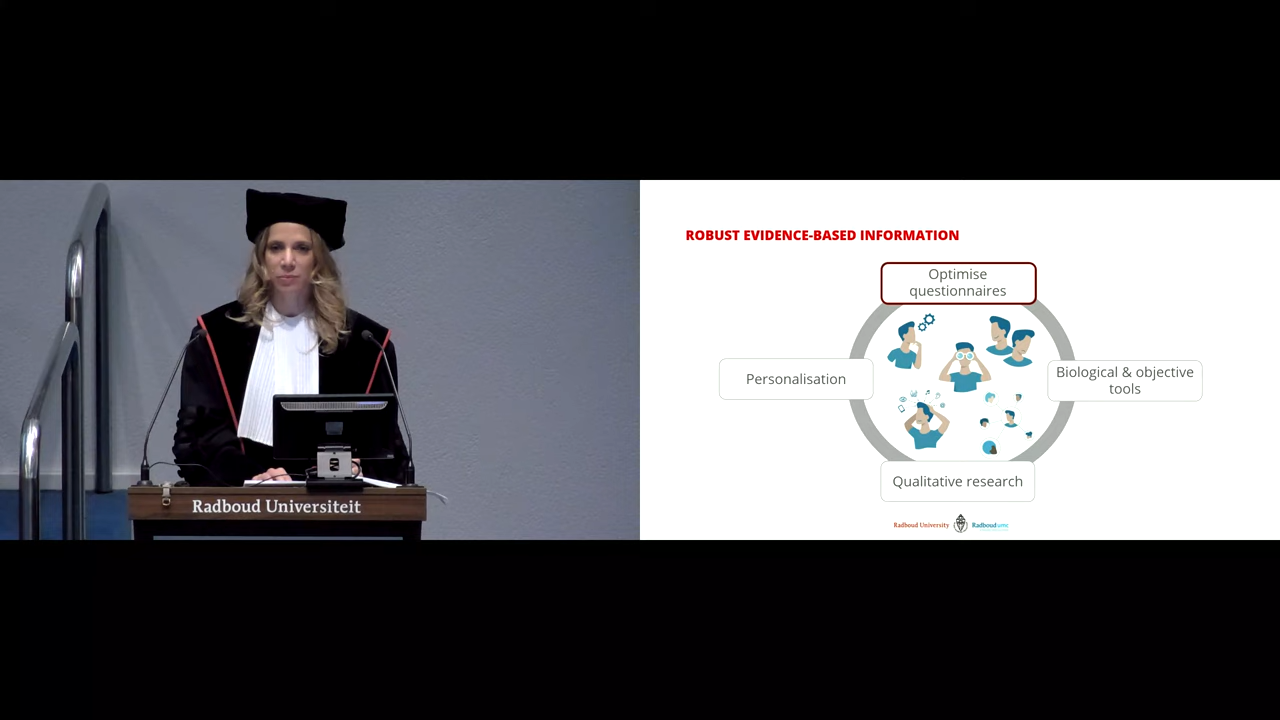 Radboud Universiteit
ROBUST EVIDENCE-BASED INFORMATION
Optimise
questionnaires
Personalisation
Biological & objective
tools
Qualitative research
Radboud University
Radboudumc